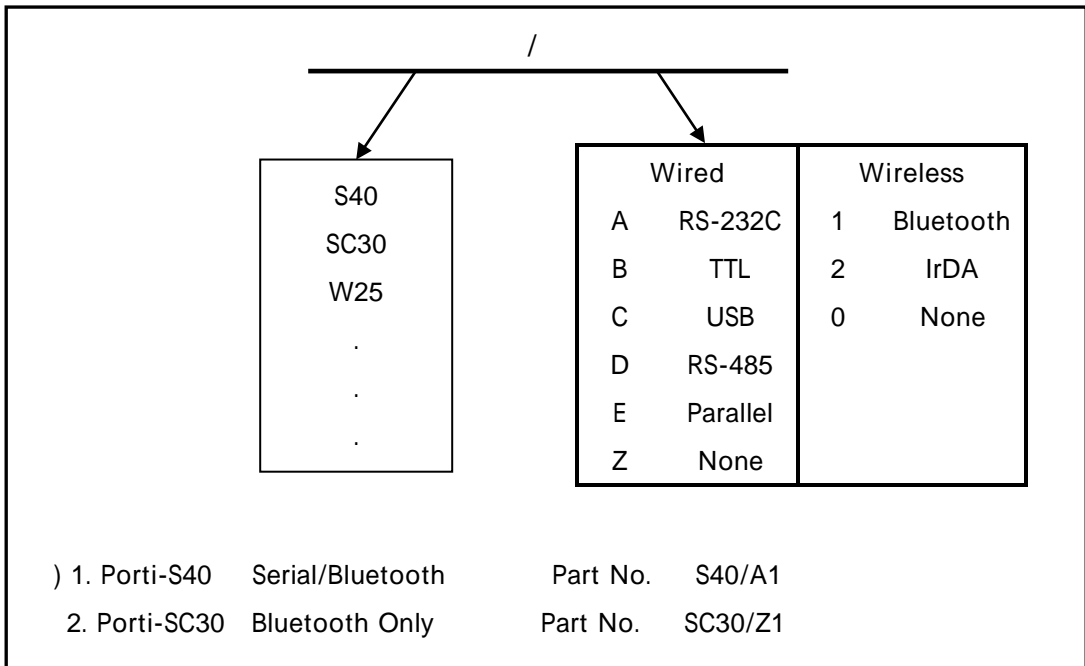 /
S40
SC30
W25
.
.
.
Wired Wireless
A RS-232C 1 Bluetooth
B TTL 2 IrDA
C USB 0 None
D RS-485
E Parallel
Z None
) 1. Porti-S40 Serial/Bluetooth Part No. S40/A1
2. Porti-SC30 Bluetooth Only Part No. SC30/Z1